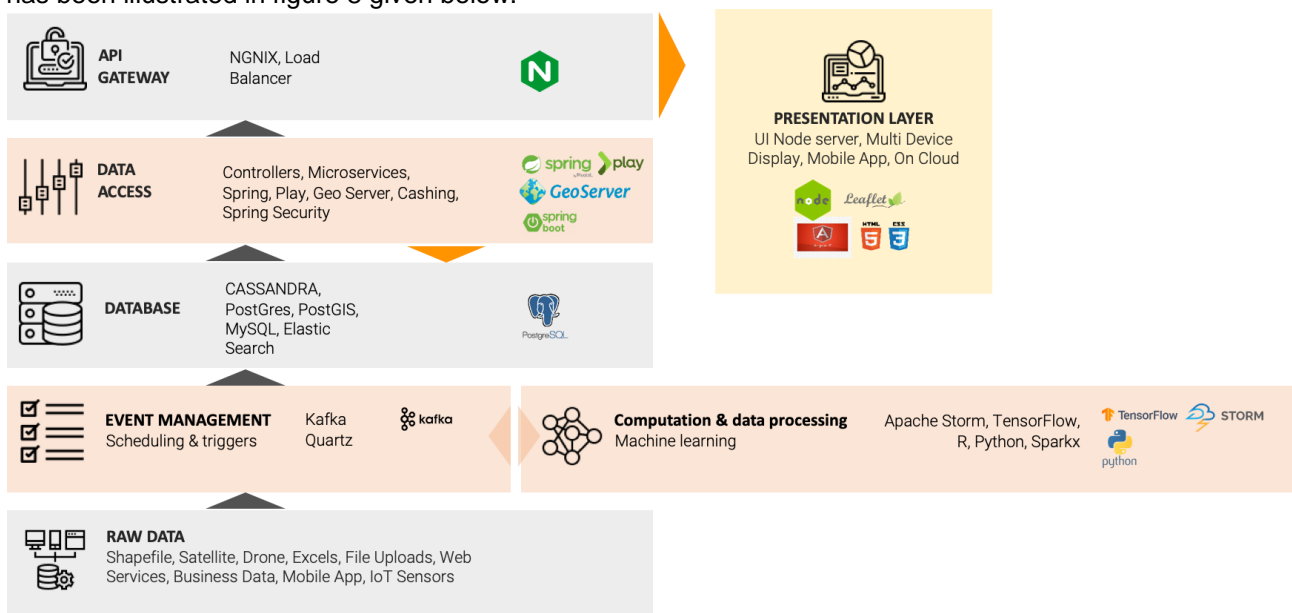 has been illustrated in figure 3 given below.
API
GATEWAY
NGNIX, Load
Balancer
N
PRESENTATION LAYER
UI Node server, Multi Device
Display, Mobile App, On Cloud
node
Leaflet
HTML
5
CSS
3
A
DATA
ACCESS
Controllers, Microservices,
Spring, Play, Geo Server, Cashing,
Spring Security
spring
play
GeoServer
spring
boot
DATABASE
CASSANDRA,
PostGres, PostGIS,
MySQL, Elastic
Search
PostgreSQL
EVENT MANAGEMENT
Scheduling & triggers
Kafka
Quartz
kafka
Computation & data processing
Machine learning
Apache Storm, TensorFlow,
R, Python, Sparkx
TensorFlow
STORM
python
RAW DATA
Shapefile, Satellite, Drone, Excels, File Uploads, Web
Services, Business Data, Mobile App, IoT Sensors